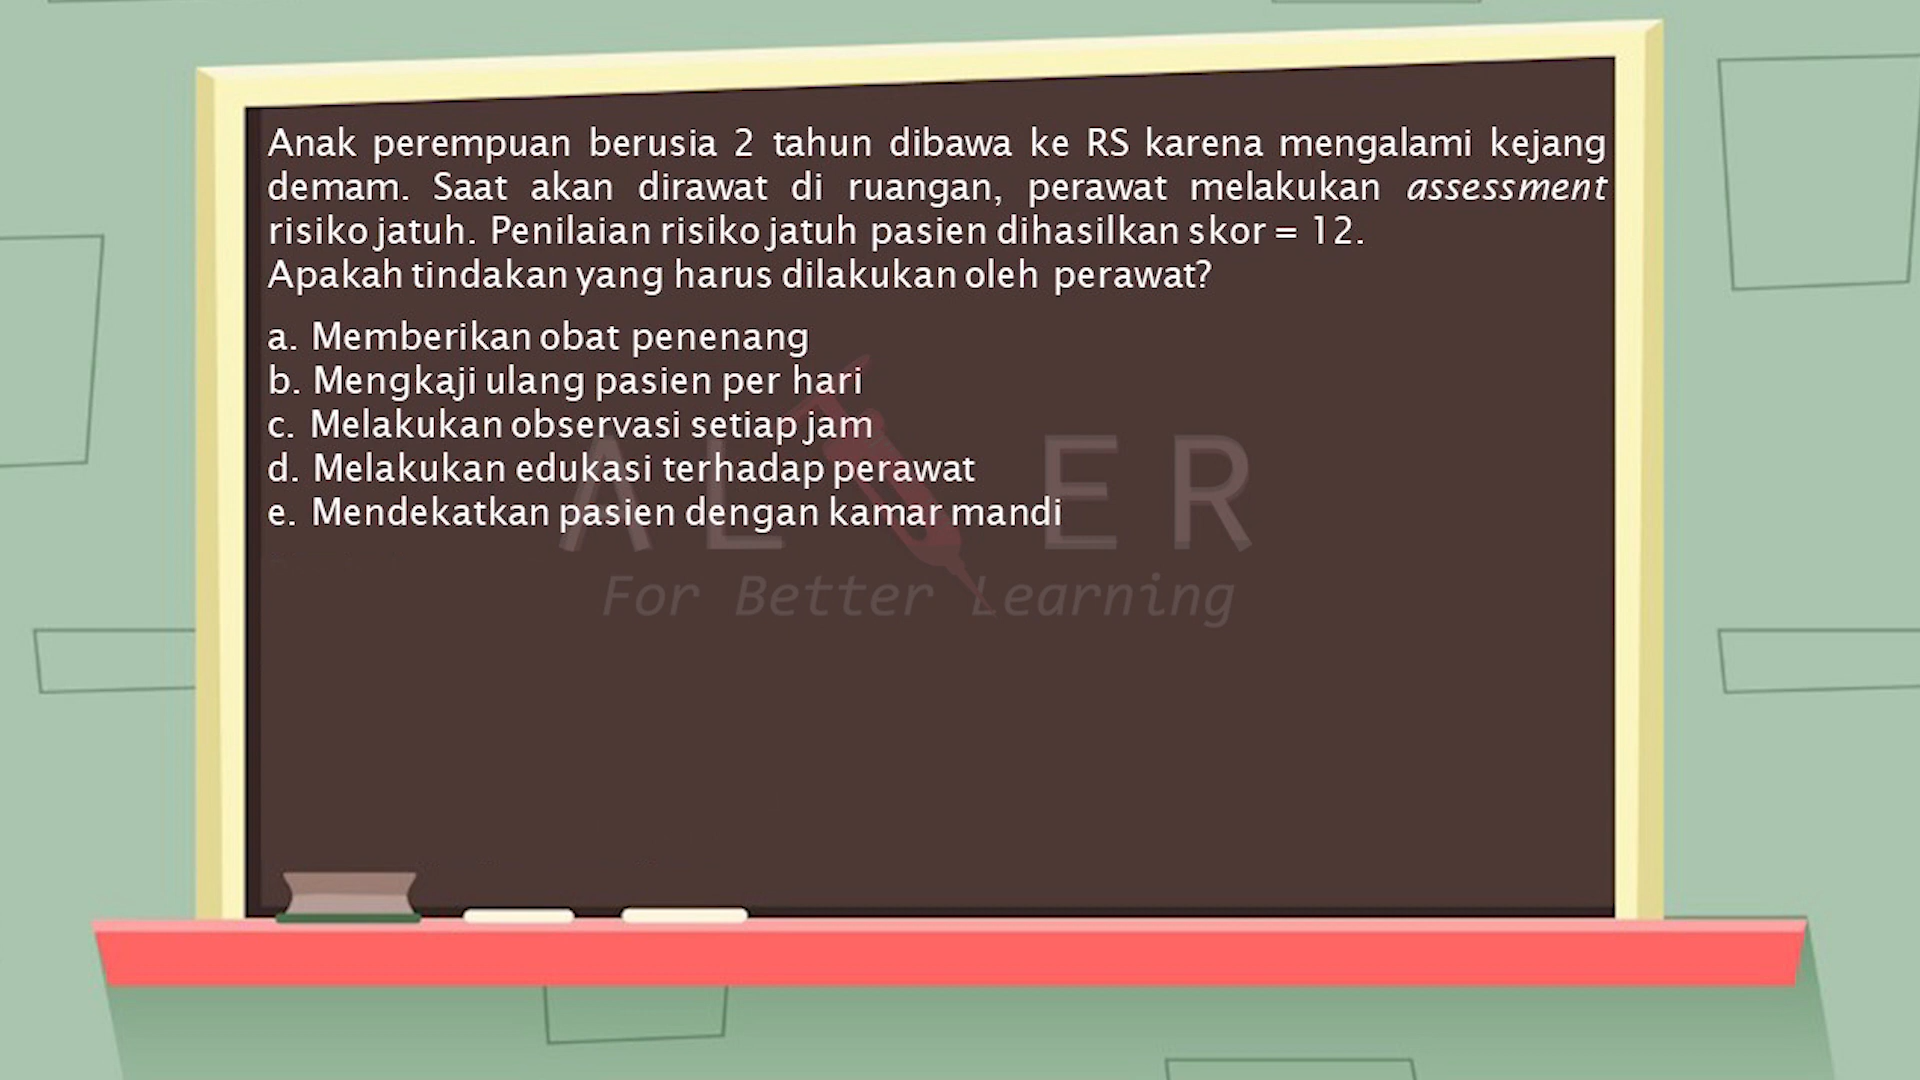 Anak perempuan berusia 2 tahun dibawa ke RS karena mengalami kejang
demam. Saat akan dirawat di ruangan, perawat melakukan assessment
risiko jatuh. Penilaian risiko jatuh pasien dihasilkan skor = 12.
Apakah tindakan yang harus dilakukan oleh perawat?
a. Memberikan obat penenang
b. Mengkaji ulang pasien per hari
c. Melakukan observasi setiap jam
d. Melakukan edukasi terhadap perawat
e. Mendekatkan pasien dengan kamar mandi
AL ER
For Better Learning